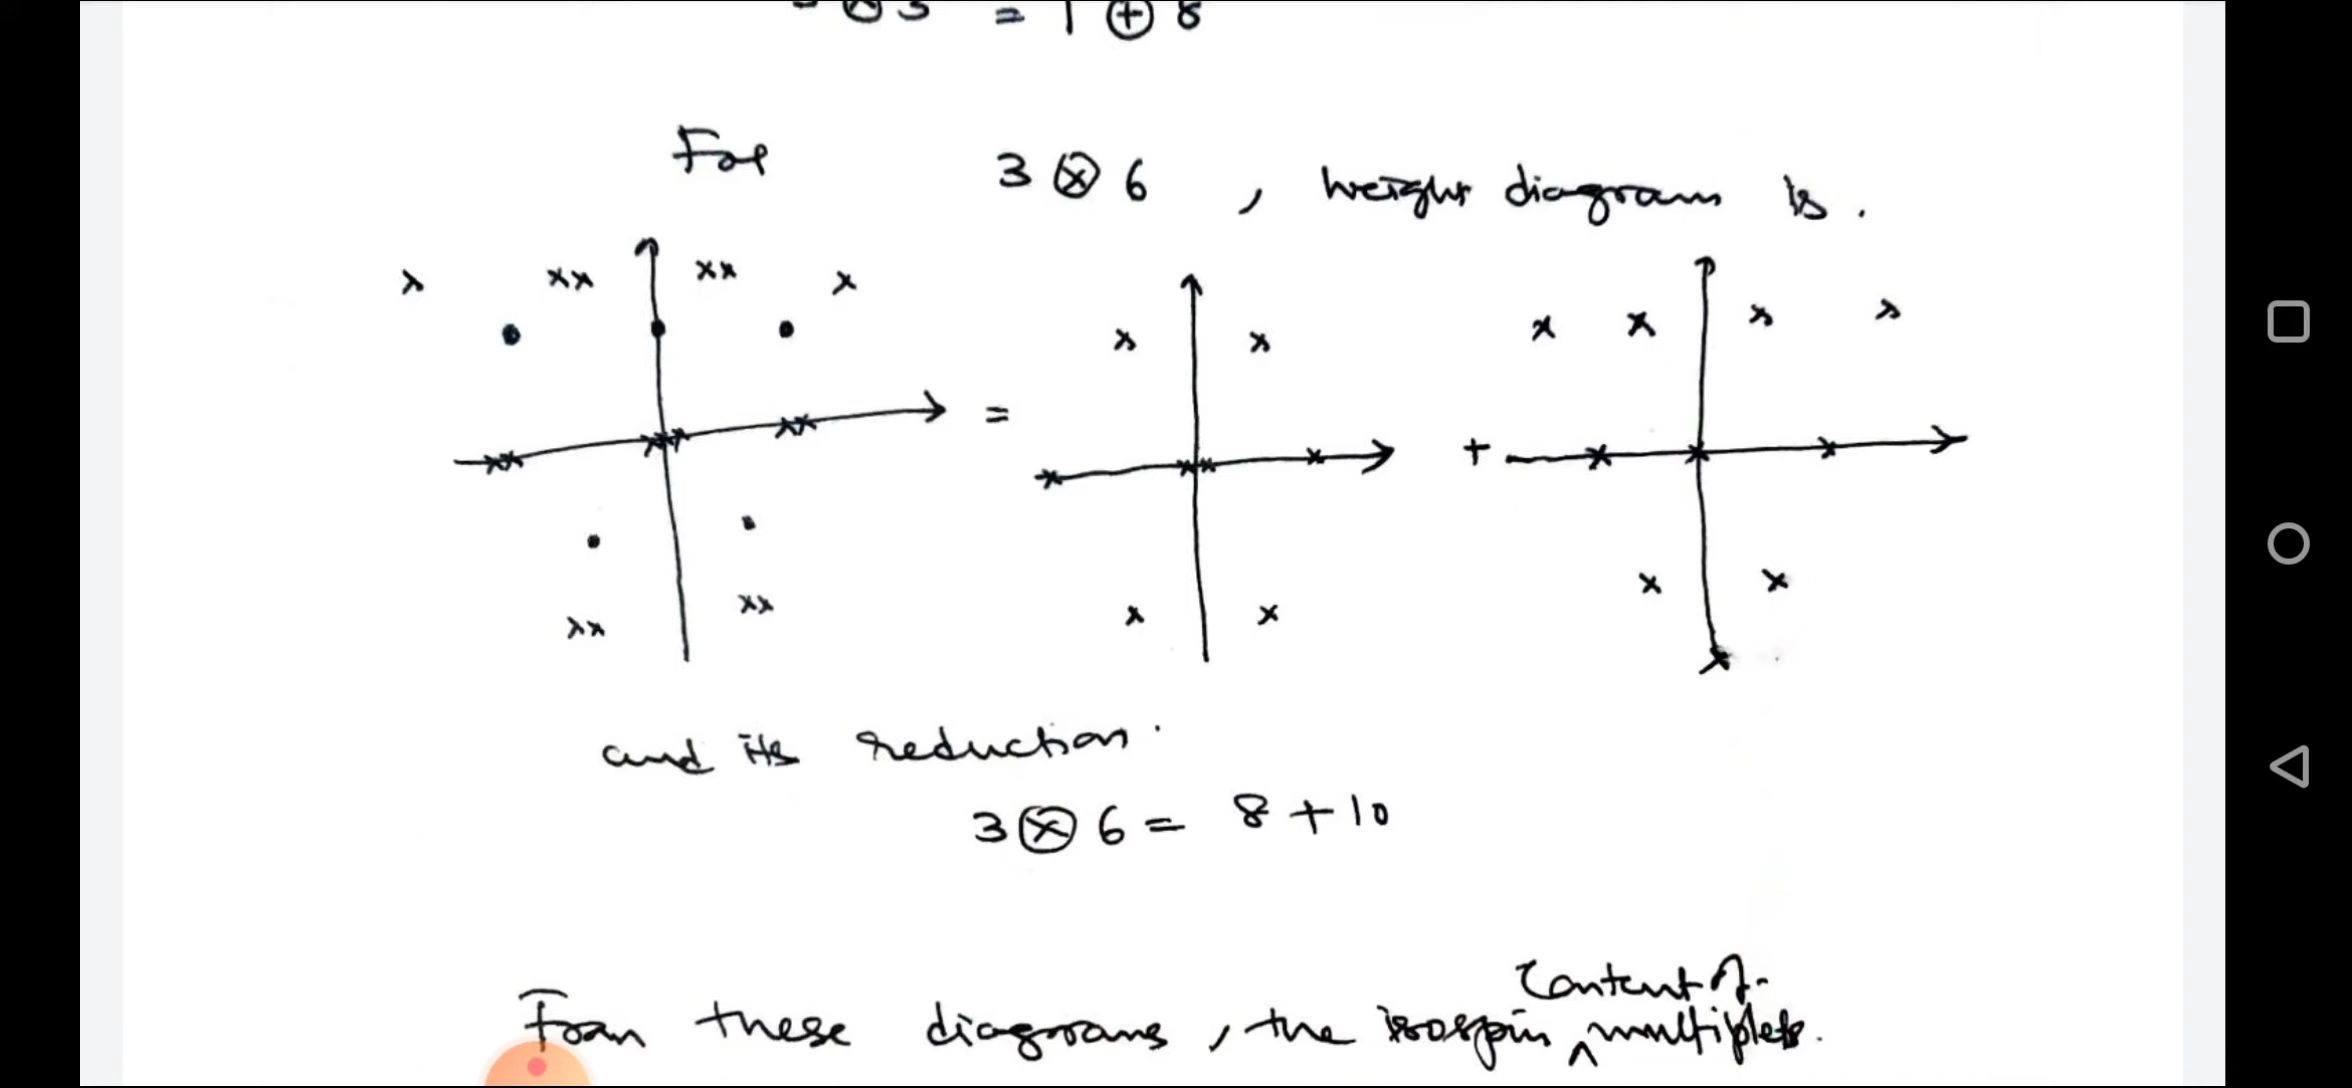 ⊗ 3 = 1 ⊕ 8
For 3 ⊗ 6 , weight diagram is .
=
+
and its reduction.
3 ⊗ 6 = 8 + 10
Content of
From these diagrams, the isospin ^ multiplets.